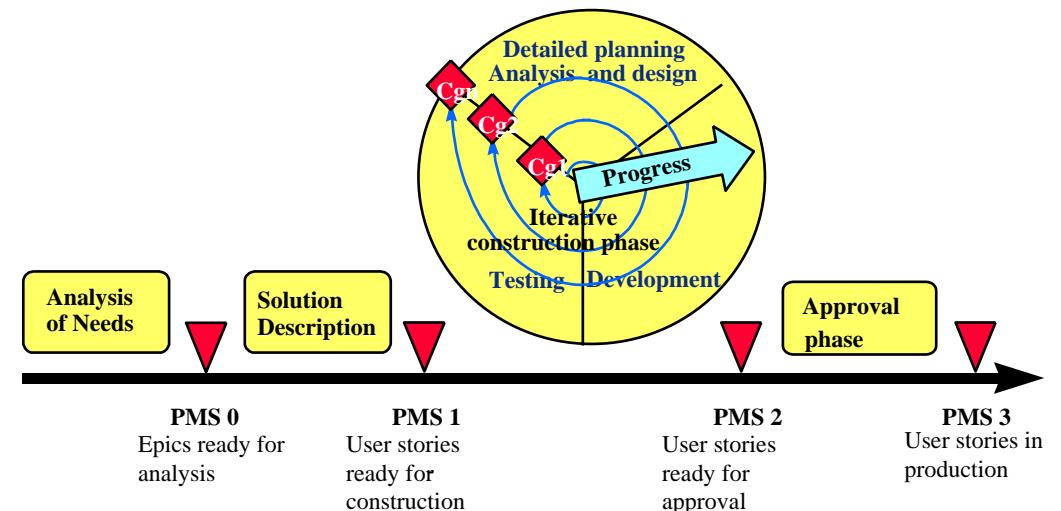 Detailed planning
Analysis and design
Cgn
Cg2
Cg1
Progress
Iterative
construction phase
Testing
Development
Analysis
of Needs
Solution
Description
Approval
phase
PMS 0
Epics ready for
analysis
PMS 1
User stories
ready for
construction
PMS 2
User stories
ready for
approval
PMS 3
User stories in
production